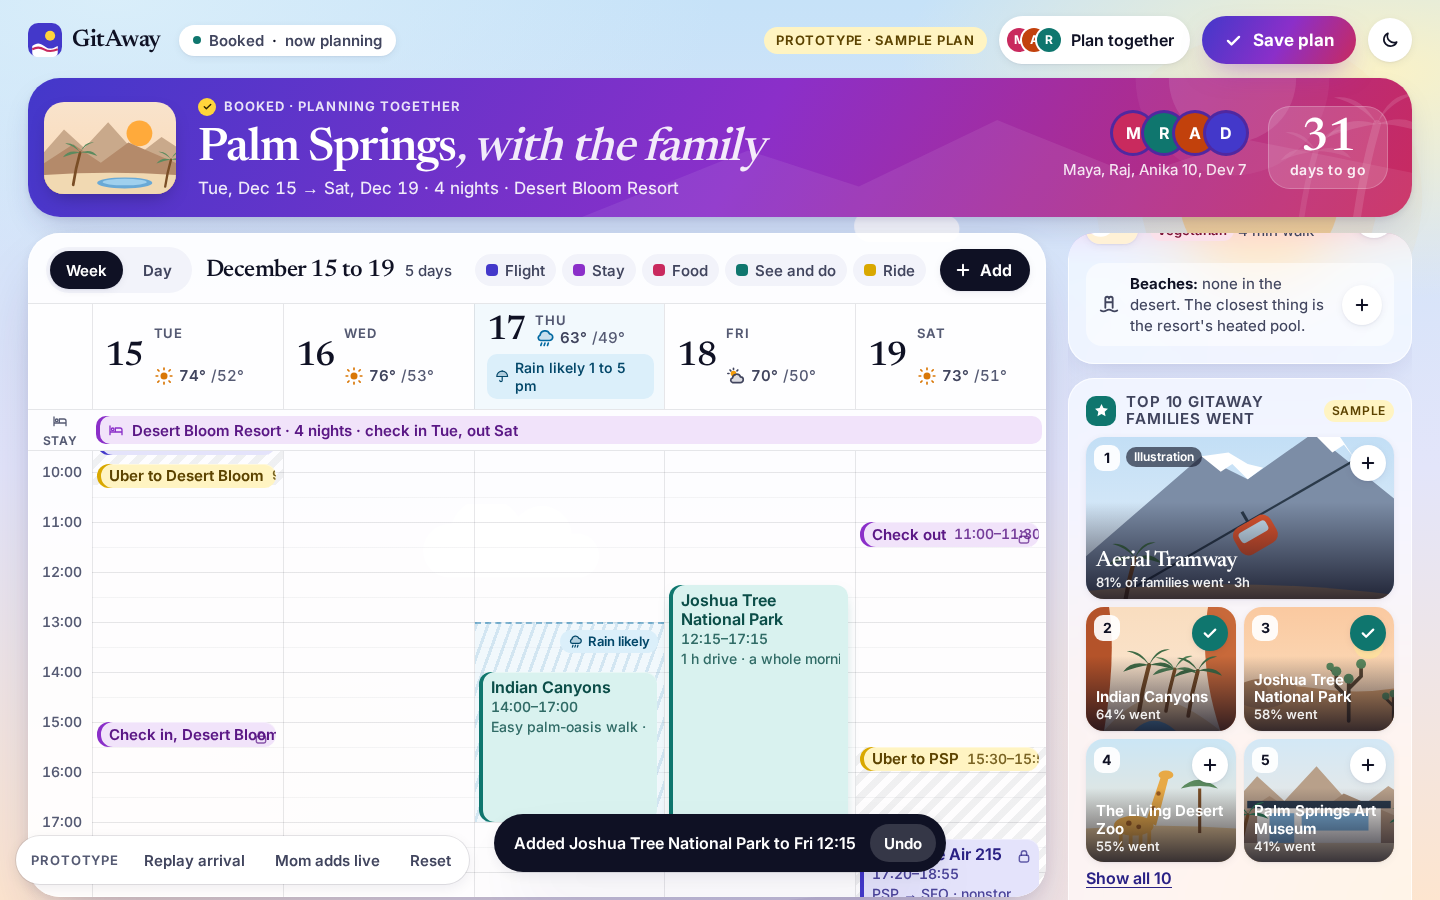 GitAway
Booked · now planning
PROTOTYPE · SAMPLE PLAN
M A R
Plan together
Save plan
BOOKED · PLANNING TOGETHER
Palm Springs, with the family
Tue, Dec 15 → Sat, Dec 19 · 4 nights · Desert Bloom Resort
M R A D
Maya, Raj, Anika 10, Dev 7
31
days to go
Week
Day
December 15 to 19
5 days
Flight
Stay
Food
See and do
Ride
Add
15
TUE
74° /52°
16
WED
76° /53°
17
THU
63° /49°
Rain likely 1 to 5
pm
18
FRI
70° /50°
19
SAT
73° /51°
STAY
Desert Bloom Resort · 4 nights · check in Tue, out Sat
10:00
11:00
12:00
13:00
14:00
15:00
16:00
17:00
Uber to Desert Bloom
Check in, Desert Bloom
Rain likely
Indian Canyons
14:00–17:00
Easy palm-oasis walk ·
Joshua Tree
National Park
12:15–17:15
1 h drive · a whole morni
Check out 11:00–11:30
Uber to PSP 15:30–15:
Air 215
17:20–18:55
PSP → SFO · nonstop
Vegetarian 4 min walk
Beaches: none in the
desert. The closest thing is
the resort's heated pool.
TOP 10 GITAWAY
FAMILIES WENT
SAMPLE
1
Illustration
Aerial Tramway
81% of families went · 3h
2
Indian Canyons
64% went
3
Joshua Tree
National Park
58% went
4
The Living Desert
Zoo
55% went
5
Palm Springs Art
Museum
41% went
Show all 10
PROTOTYPE
Replay arrival
Mom adds live
Reset
Added Joshua Tree National Park to Fri 12:15
Undo